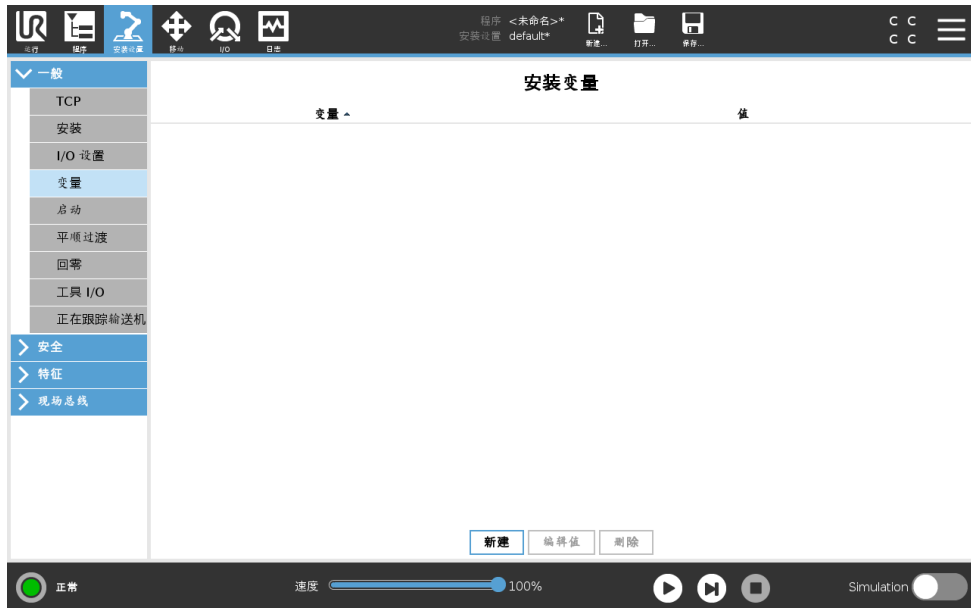 程序 <未命名>*
安装设置 default*
运行 程序 安装设置 移动 I/O 日志 新建... 打开... 保存...
C C
C C
一般
TCP
安装
I/O 设置
变量
启动
平顺过渡
回零
工具 I/O
正在跟踪输送机
安全
特征
现场总线
安装变量
变量 值
新建 编辑值 删除
正常 速度 100% Simulation